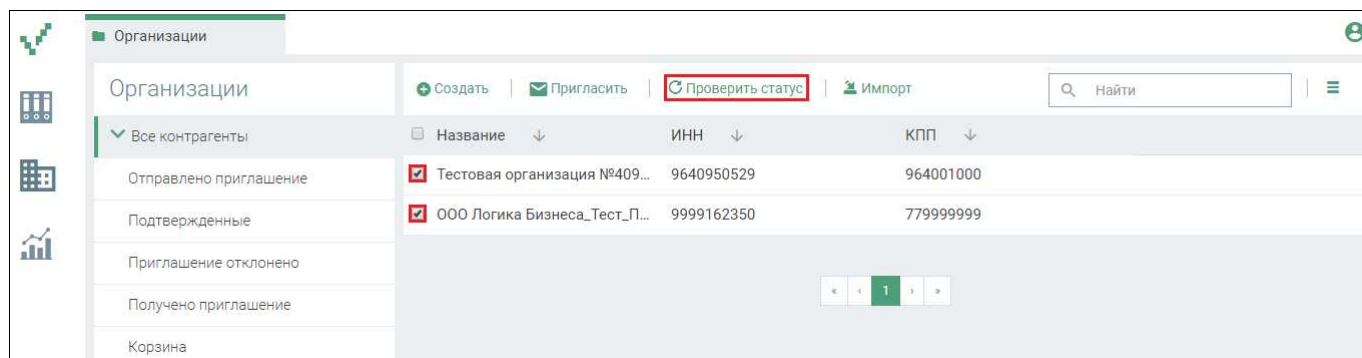 Организации
Организации
Создать Пригласить Проверить статус Импорт Найти
Все контрагенты
Название ИНН КПП
Отправлено приглашение
Тестовая организация №409... 9640950529 964001000
Подтвержденные
ООО Логика Бизнеса_Тест_П... 9999162350 779999999
Приглашение отклонено
Получено приглашение
« ‹ 1 › »
Корзина